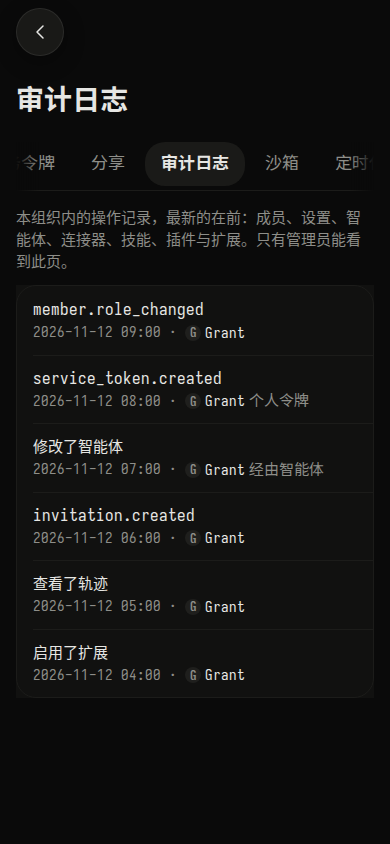 审计日志
令牌 分享 审计日志 沙箱 定时
本组织内的操作记录，最新的在前：成员、设置、智
能体、连接器、技能、插件与扩展。只有管理员能看
到此页。
member.role_changed
2026-11-12 09:00 · G Grant
service_token.created
2026-11-12 08:00 · G Grant 个人令牌
修改了智能体
2026-11-12 07:00 · G Grant 经由智能体
invitation.created
2026-11-12 06:00 · G Grant
查看了轨迹
2026-11-12 05:00 · G Grant
启用了扩展
2026-11-12 04:00 · G Grant